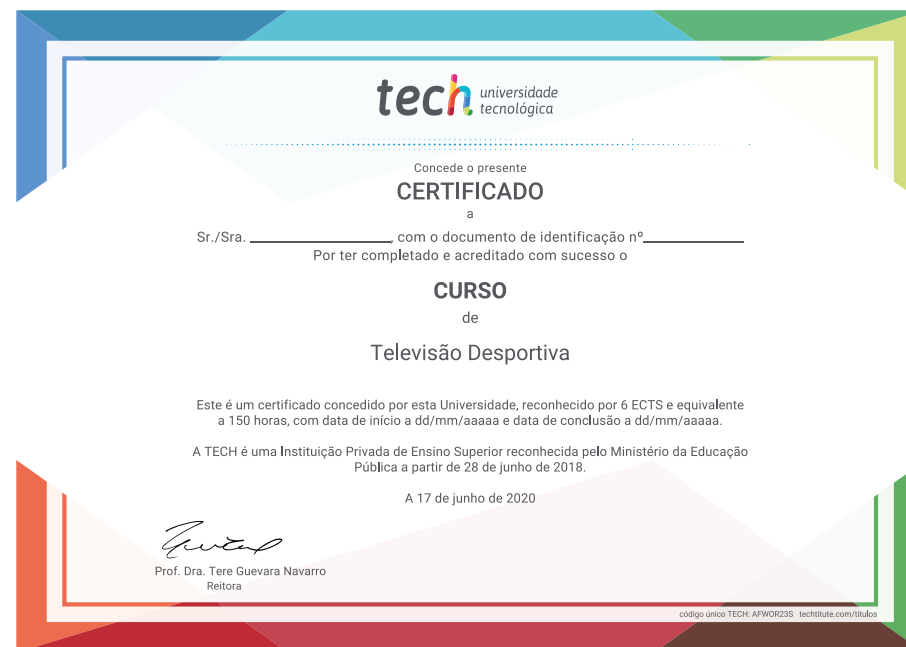 tech universidade
tecnológica
Concede o presente
CERTIFICADO
a
Sr./Sra. ____________________, com o documento de identificação nº______________
Por ter completado e acreditado com sucesso o
CURSO
de
Televisão Desportiva
Este é um certificado concedido por esta Universidade, reconhecido por 6 ECTS e equivalente
a 150 horas, com data de início a dd/mm/aaaaa e data de conclusão a dd/mm/aaaaa.
A TECH é uma Instituição Privada de Ensino Superior reconhecida pelo Ministério da Educação
Pública a partir de 28 de junho de 2018.
A 17 de junho de 2020
Prof. Dra. Tere Guevara Navarro
Reitora
código único TECH: AFWOR23S techtitute.com/titulos